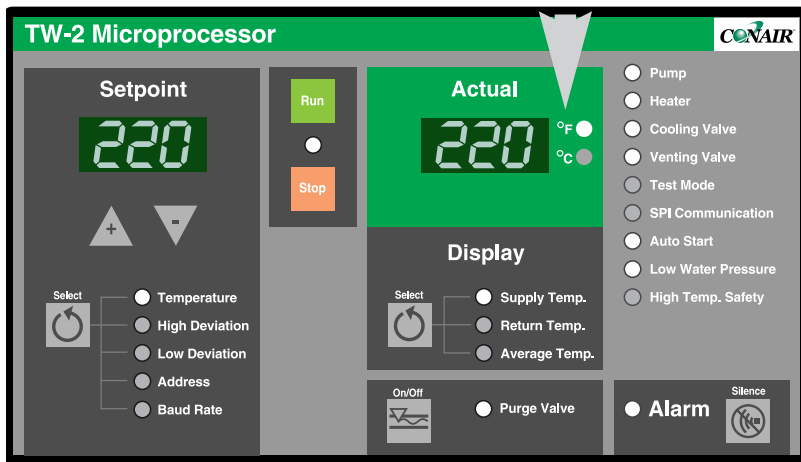 TW-2 Microprocessor
CONAIR
Setpoint
220
+
-
Select
Temperature
High Deviation
Low Deviation
Address
Baud Rate
Run
Stop
Actual
220
°F
°C
Display
Select
Supply Temp.
Return Temp.
Average Temp.
On/Off
Purge Valve
Pump
Heater
Cooling Valve
Venting Valve
Test Mode
SPI Communication
Auto Start
Low Water Pressure
High Temp. Safety
Alarm
Silence